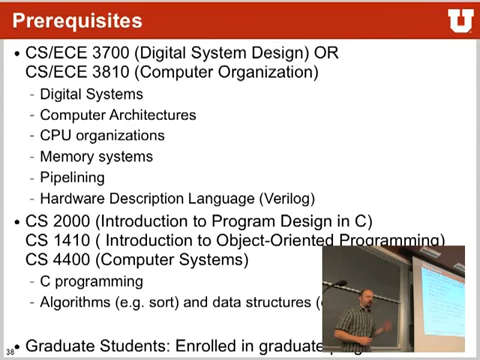 Prerequisites
U
• CS/ECE 3700 (Digital System Design) OR
CS/ECE 3810 (Computer Organization)
- Digital Systems
- Computer Architectures
- CPU organizations
- Memory systems
- Pipelining
- Hardware Description Language (Verilog)
• CS 2000 (Introduction to Program Design in C)
CS 1410 ( Introduction to Object-Oriented Programming)
CS 4400 (Computer Systems)
- C programming
- Algorithms (e.g. sort) and data structures (
• Graduate Students: Enrolled in graduate
38